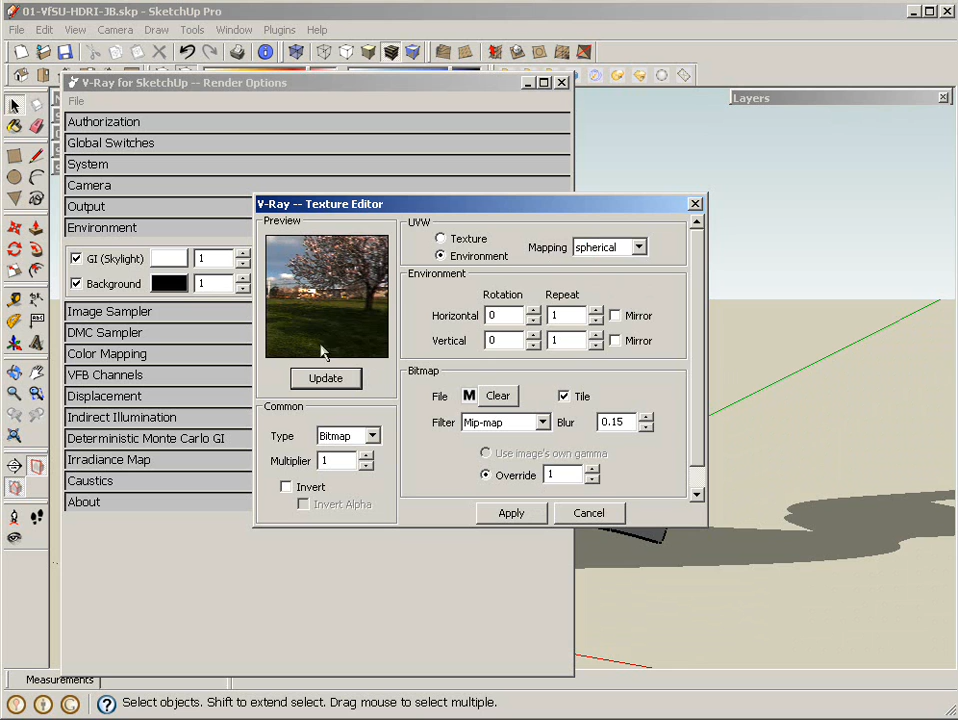 01-VfSU-HDRI-JB.skp - SketchUp Pro
File Edit View Camera Draw Tools Window Plugins Help
V-Ray for SketchUp -- Render Options
Layers
File
Authorization
Global Switches
System
Camera
Output
Environment
GI (Skylight) 1
Background 1
Image Sampler
DMC Sampler
Color Mapping
VFB Channels
Displacement
Indirect Illumination
Deterministic Monte Carlo GI
Irradiance Map
Caustics
About
V-Ray -- Texture Editor
Preview
Update
Common
Type Bitmap
Multiplier 1
Invert
Invert Alpha
UVW
Texture
Environment
Mapping spherical
Environment
Rotation Repeat
Horizontal 0 1 Mirror
Vertical 0 1 Mirror
Bitmap
File M Clear Tile
Filter Mip-map Blur 0.15
Use image's own gamma
Override 1
Apply Cancel
Measurements
Select objects. Shift to extend select. Drag mouse to select multiple.